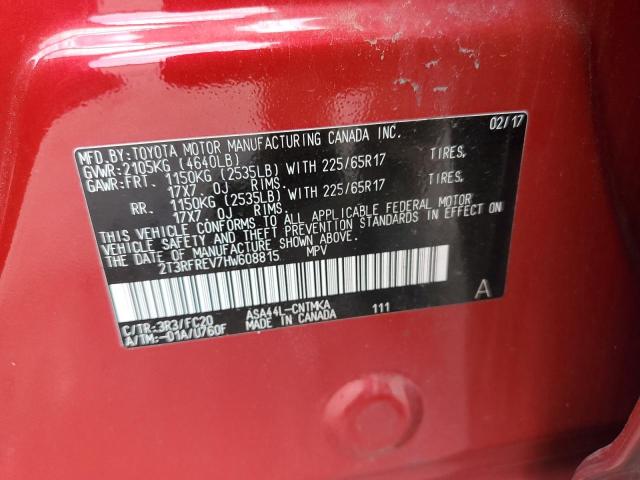 MFD.BY:TOYOTA MOTOR MANUFACTURING CANADA INC. 02/17
GVWR:2105KG (4640LB)
GAWR:FRT. 1150KG (2535LB) WITH 225/65R17 TIRES,
17X7 OJ RIMS.
RR. 1150KG (2535LB) WITH 225/65R17 TIRES,
17X7 OJ RIMS.
THIS VEHICLE CONFORMS TO ALL APPLICABLE FEDERAL MOTOR
VEHICLE SAFETY AND THEFT PREVENTION STANDARDS IN EFFECT ON
THE DATE OF MANUFACTURE SHOWN ABOVE.
2T3RFREV7HW608815 MPV
C/TR:3R3/FC20 ASA44L-CNTMKA 111 A
A/TM:-01A/U760F MADE IN CANADA